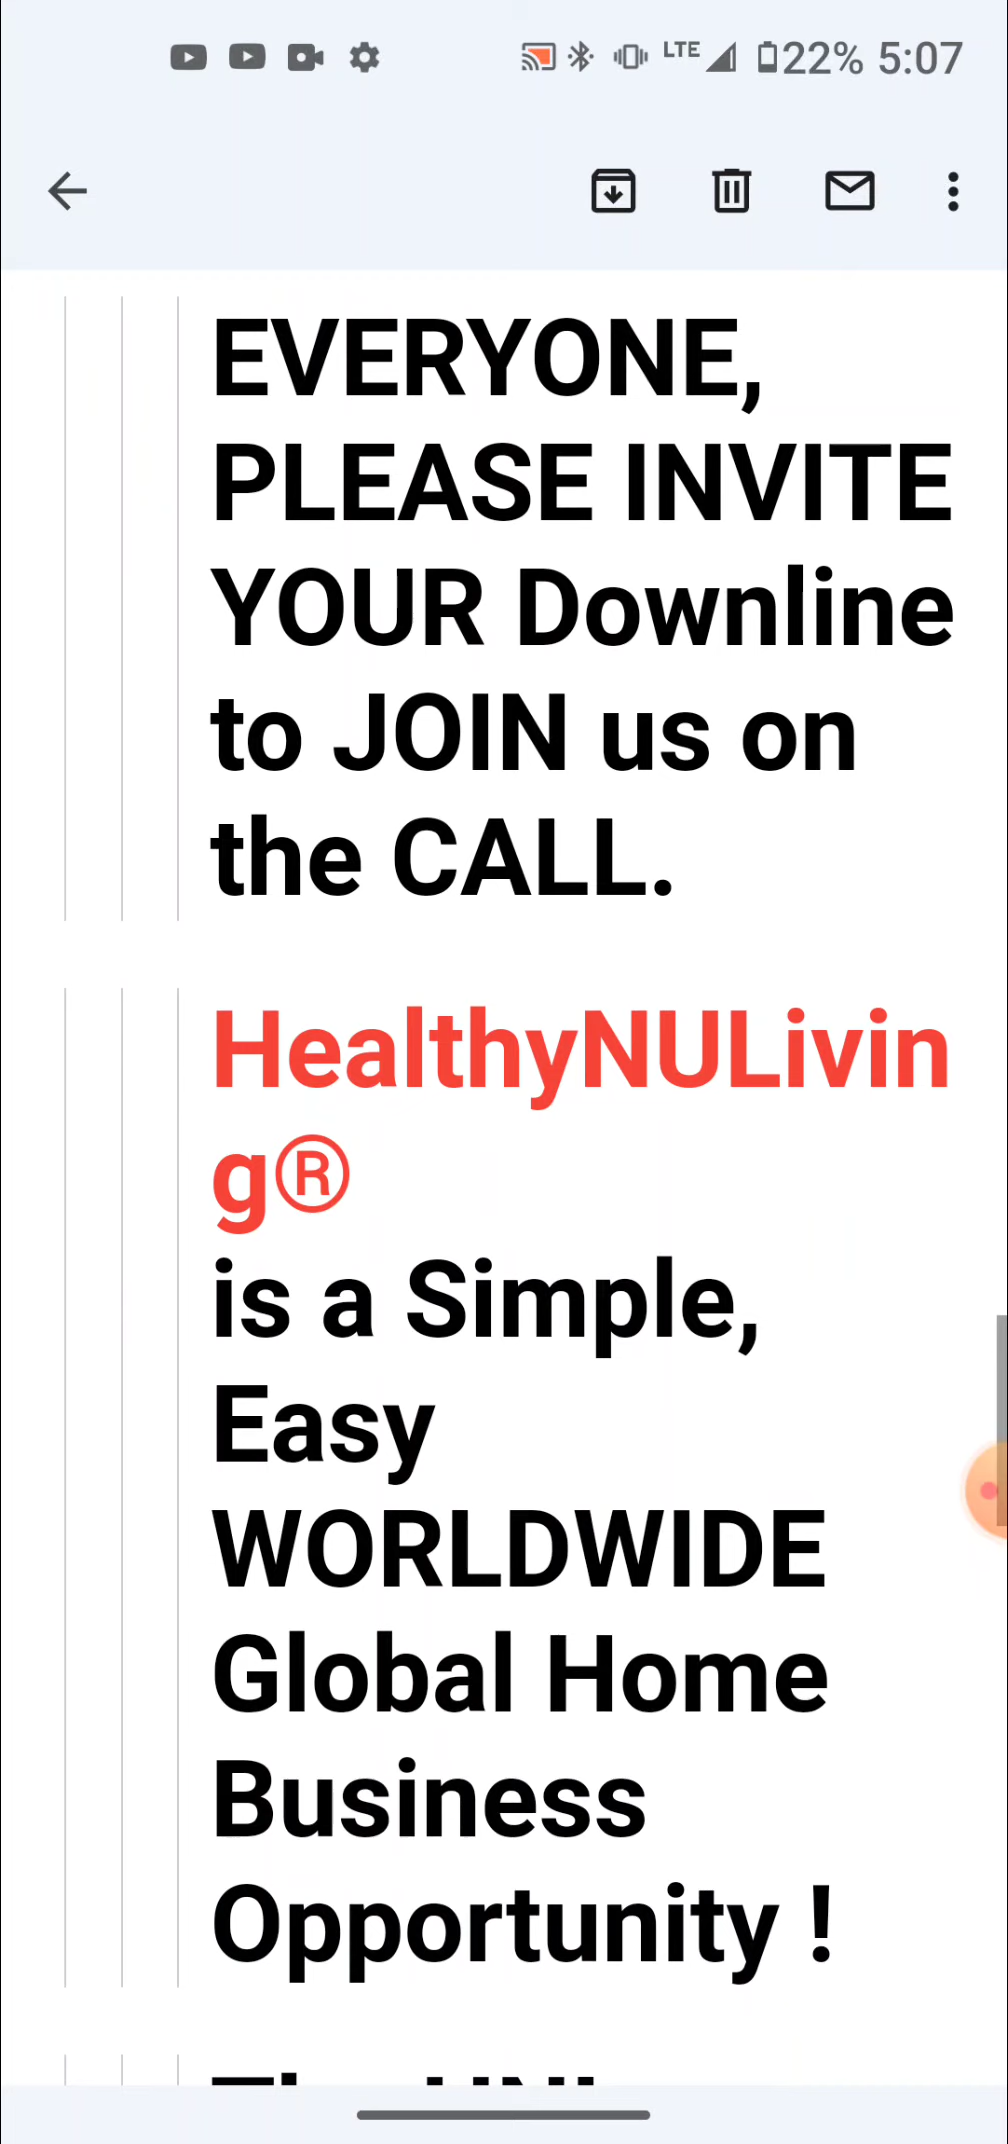 LTE 22% 5:07
EVERYONE,
PLEASE INVITE
YOUR Downline
to JOIN us on
the CALL.
HealthyNULivin
g®
is a Simple,
Easy
WORLDWIDE
Global Home
Business
Opportunity !